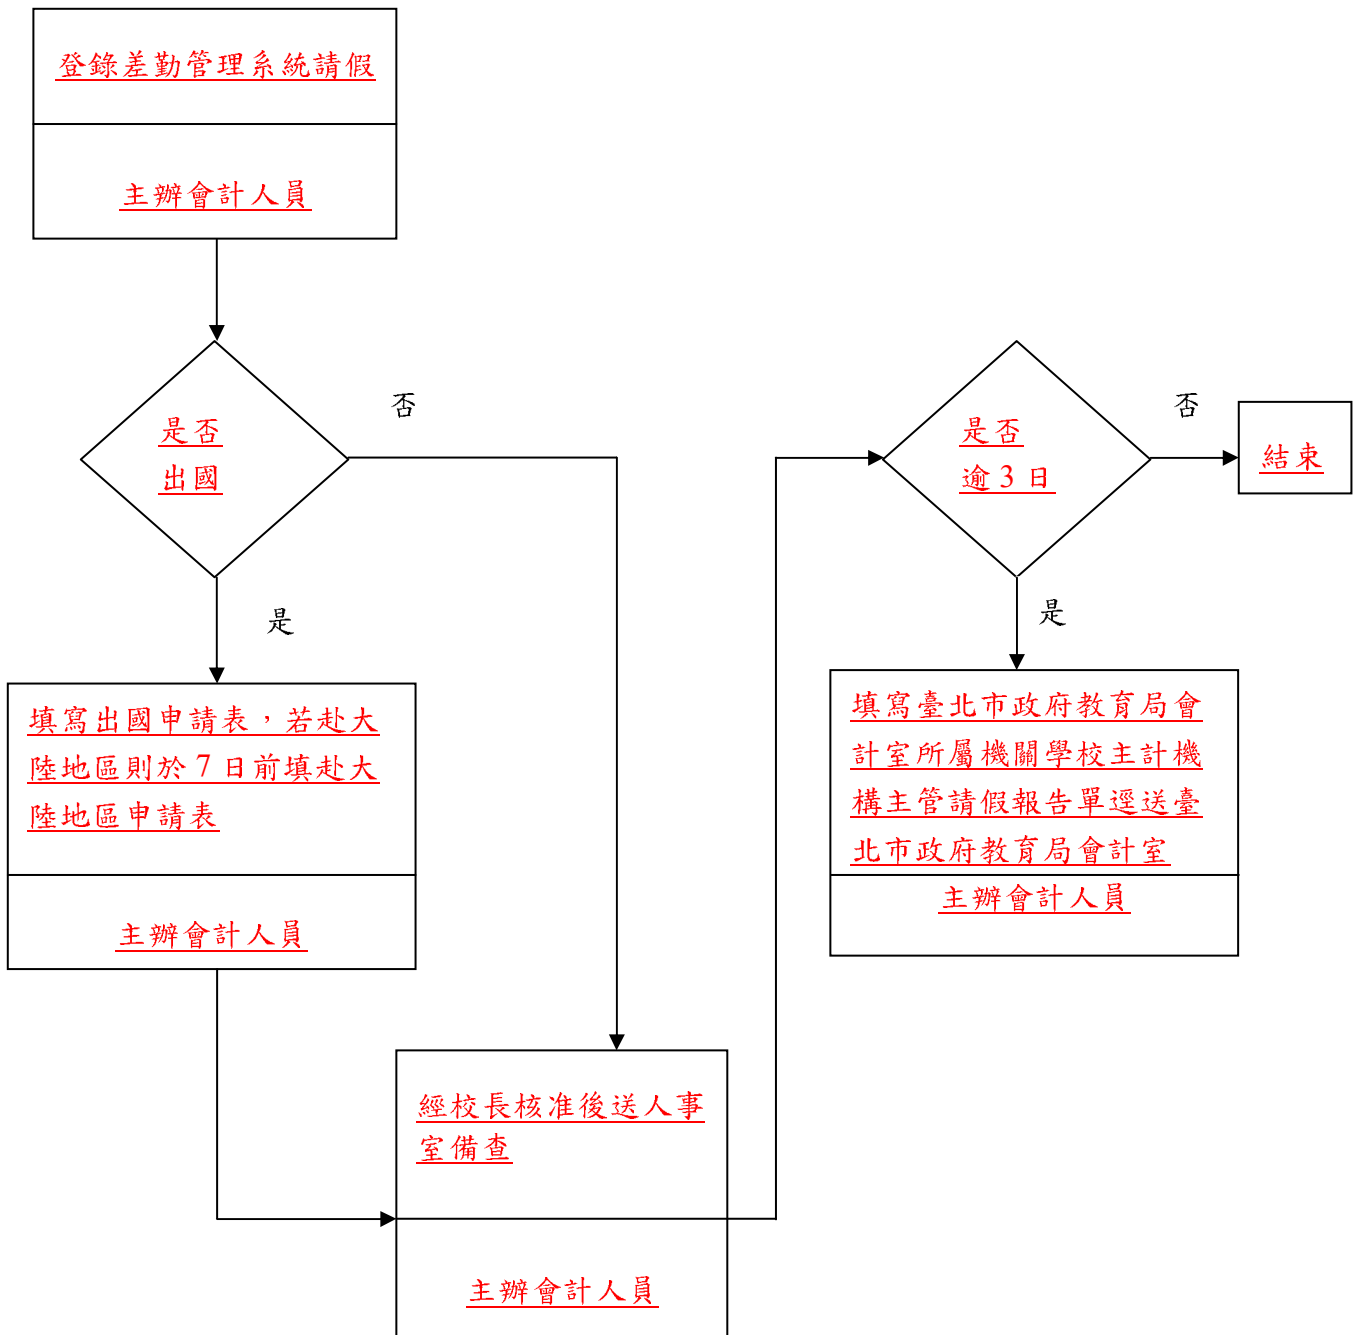 登錄差勤管理系統請假
主辦會計人員
是否
出國
否
是
填寫出國申請表，若赴大
陸地區則於 7 日前填赴大
陸地區申請表
主辦會計人員
經校長核准後送人事
室備查
主辦會計人員
是否
逾 3 日
否
結束
是
填寫臺北市政府教育局會
計室所屬機關學校主計機
構主管請假報告單逕送臺
北市政府教育局會計室
主辦會計人員